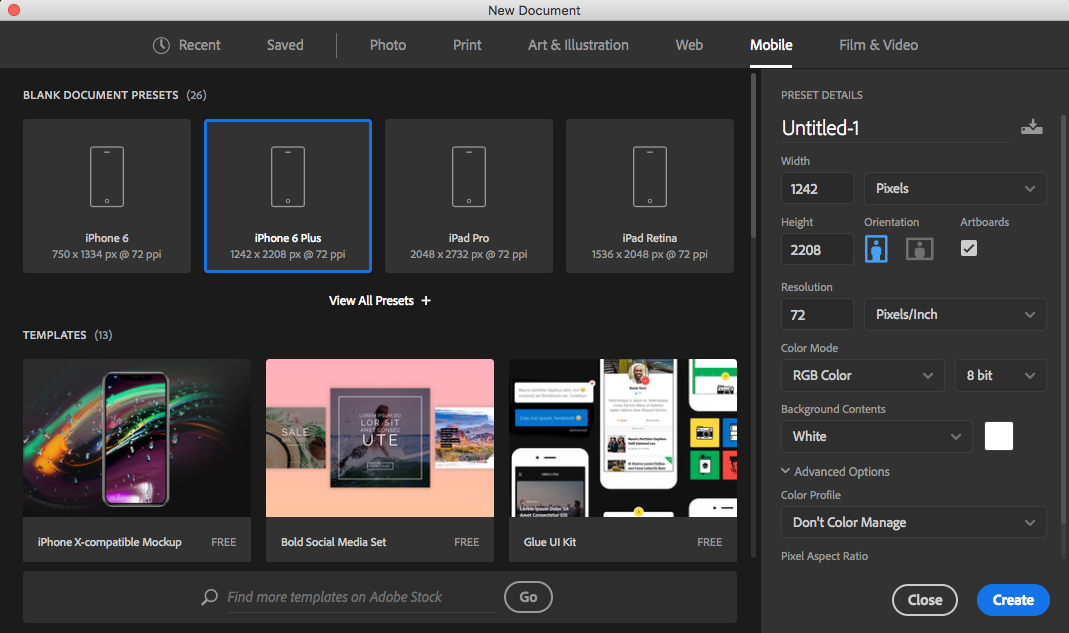 New Document
Recent Saved Photo Print Art & Illustration Web Mobile Film & Video
BLANK DOCUMENT PRESETS (26)
iPhone 6
750 x 1334 px @ 72 ppi
iPhone 6 Plus
1242 x 2208 px @ 72 ppi
iPad Pro
2048 x 2732 px @ 72 ppi
iPad Retina
1536 x 2048 px @ 72 ppi
View All Presets +
TEMPLATES (13)
SALE
LOREM IPSUM DO
LOR SIT
AMET CONSEC
UTE
iPhone X-compatible Mockup FREE
Bold Social Media Set FREE
Glue UI Kit FREE
Find more templates on Adobe Stock
Go
PRESET DETAILS
Untitled-1
Width
1242 Pixels
Height Orientation Artboards
2208
Resolution
72 Pixels/Inch
Color Mode
RGB Color 8 bit
Background Contents
White
Advanced Options
Color Profile
Don't Color Manage
Pixel Aspect Ratio
Close Create